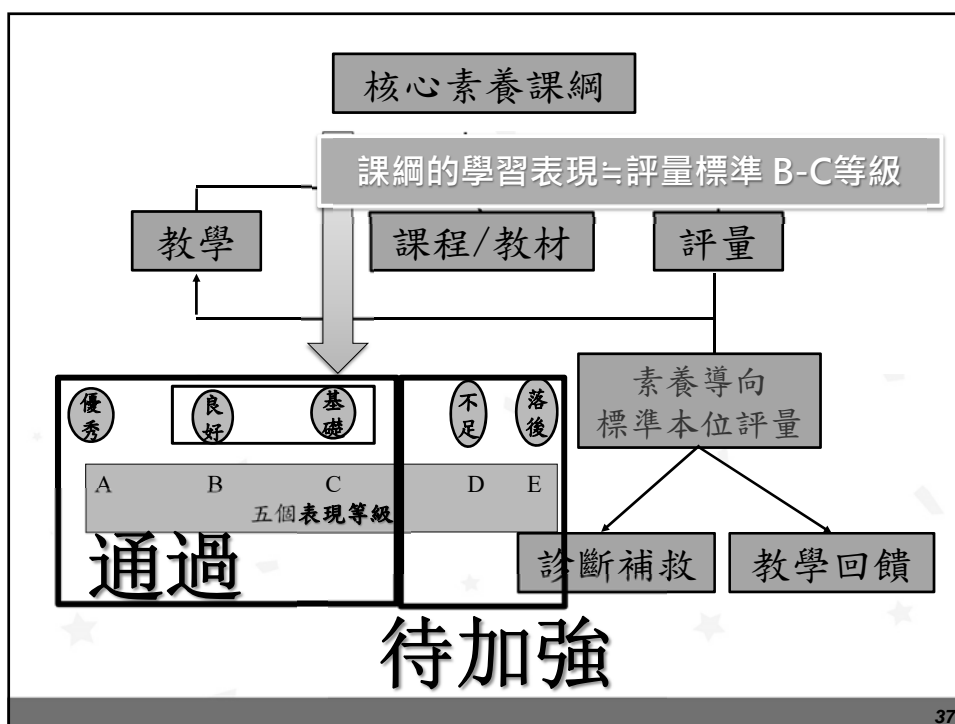 核心素養課綱
課綱的學習表現≒評量標準 B-C等級
教學
課程/教材
評量
素養導向
標準本位評量
優秀
良好
基礎
不足
落後
A B C D E
五個表現等級
通過
診斷補救
教學回饋
待加強
37